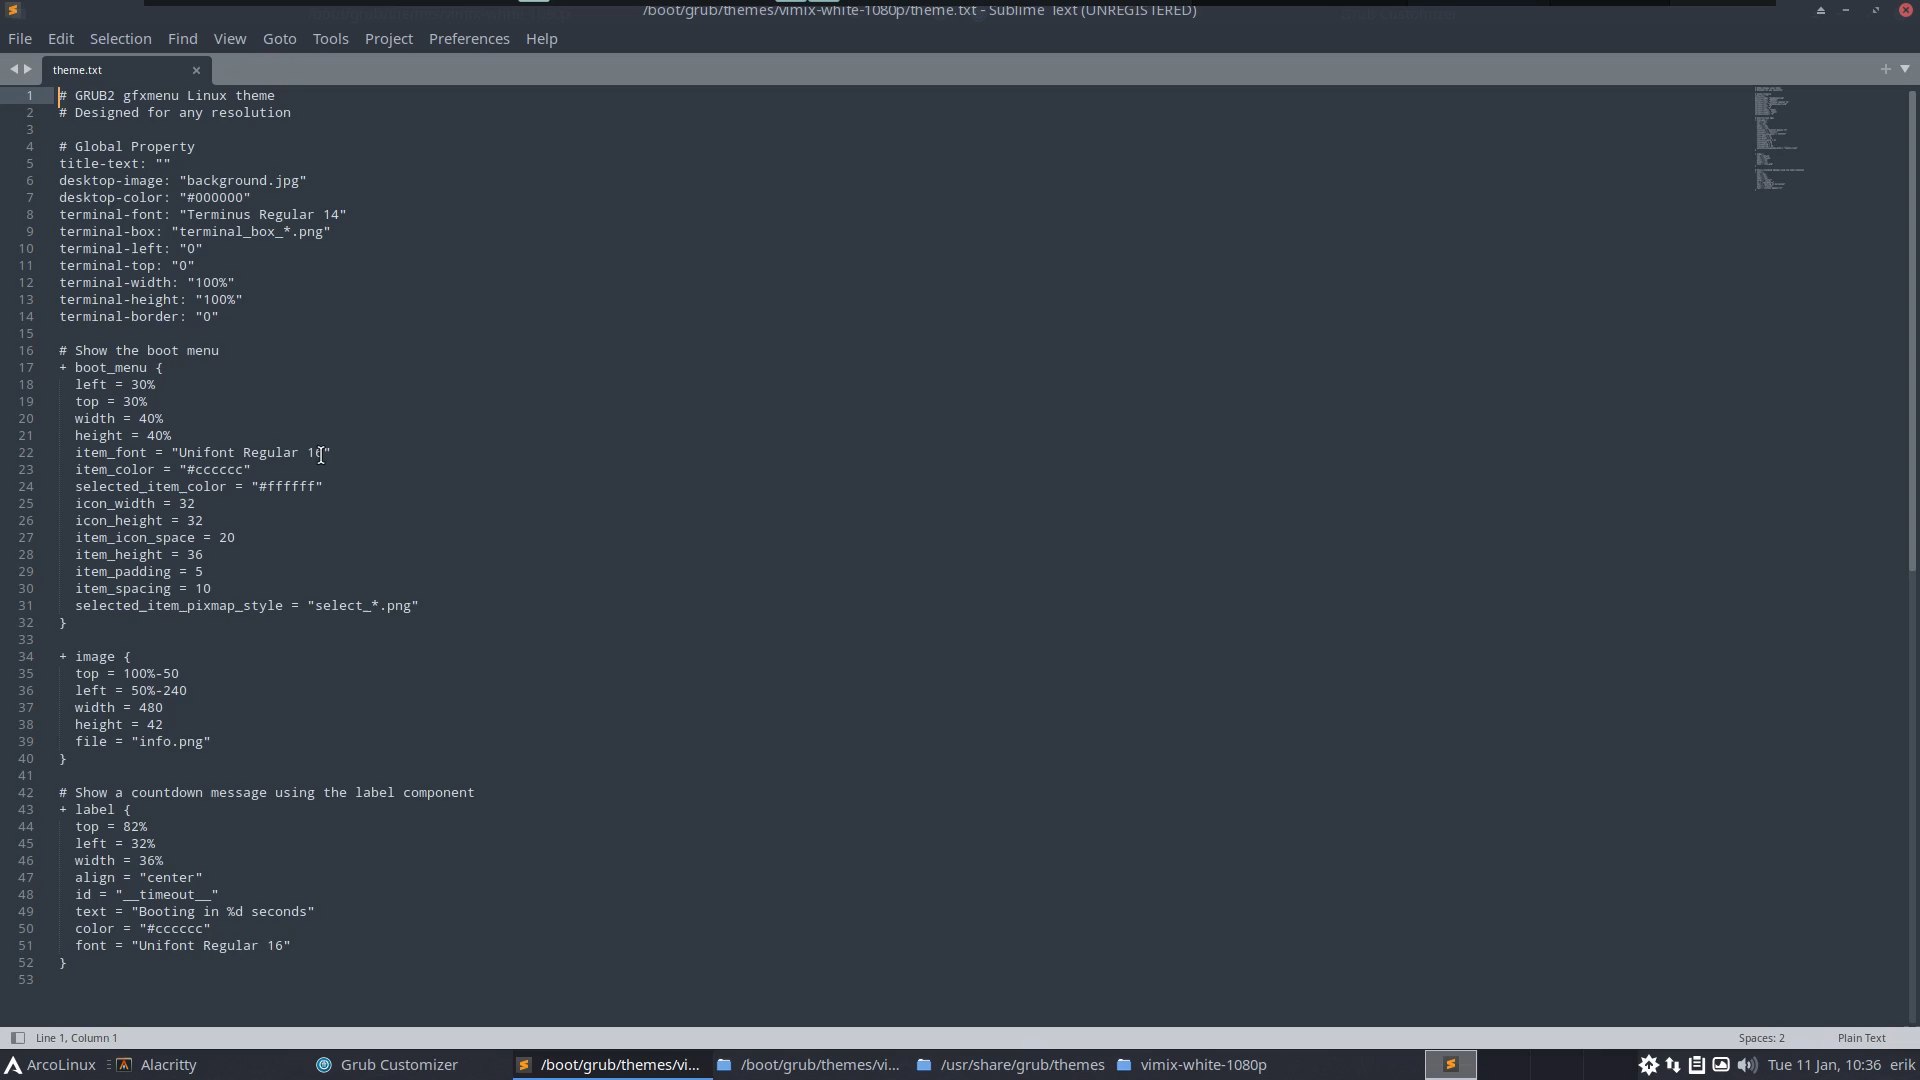 /boot/grub/themes/vimix-white-1080p/theme.txt - Sublime Text (UNREGISTERED)
File Edit Selection Find View Goto Tools Project Preferences Help
theme.txt
1 # GRUB2 gfxmenu Linux theme
2 # Designed for any resolution
3
4 # Global Property
5 title-text: ""
6 desktop-image: "background.jpg"
7 desktop-color: "#000000"
8 terminal-font: "Terminus Regular 14"
9 terminal-box: "terminal_box_*.png"
10 terminal-left: "0"
11 terminal-top: "0"
12 terminal-width: "100%"
13 terminal-height: "100%"
14 terminal-border: "0"
15
16 # Show the boot menu
17 + boot_menu {
18 left = 30%
19 top = 30%
20 width = 40%
21 height = 40%
22 item_font = "Unifont Regular 16"
23 item_color = "#cccccc"
24 selected_item_color = "#ffffff"
25 icon_width = 32
26 icon_height = 32
27 item_icon_space = 20
28 item_height = 36
29 item_padding = 5
30 item_spacing = 10
31 selected_item_pixmap_style = "select_*.png"
32 }
33
34 + image {
35 top = 100%-50
36 left = 50%-240
37 width = 480
38 height = 42
39 file = "info.png"
40 }
41
42 # Show a countdown message using the label component
43 + label {
44 top = 82%
45 left = 32%
46 width = 36%
47 align = "center"
48 id = "__timeout__"
49 text = "Booting in %d seconds"
50 color = "#cccccc"
51 font = "Unifont Regular 16"
52 }
53
Line 1, Column 1 Spaces: 2 Plain Text
ArcoLinux Alacritty Grub Customizer /boot/grub/themes/vi... /boot/grub/themes/vi... /usr/share/grub/themes vimix-white-1080p Tue 11 Jan, 10:36 erik